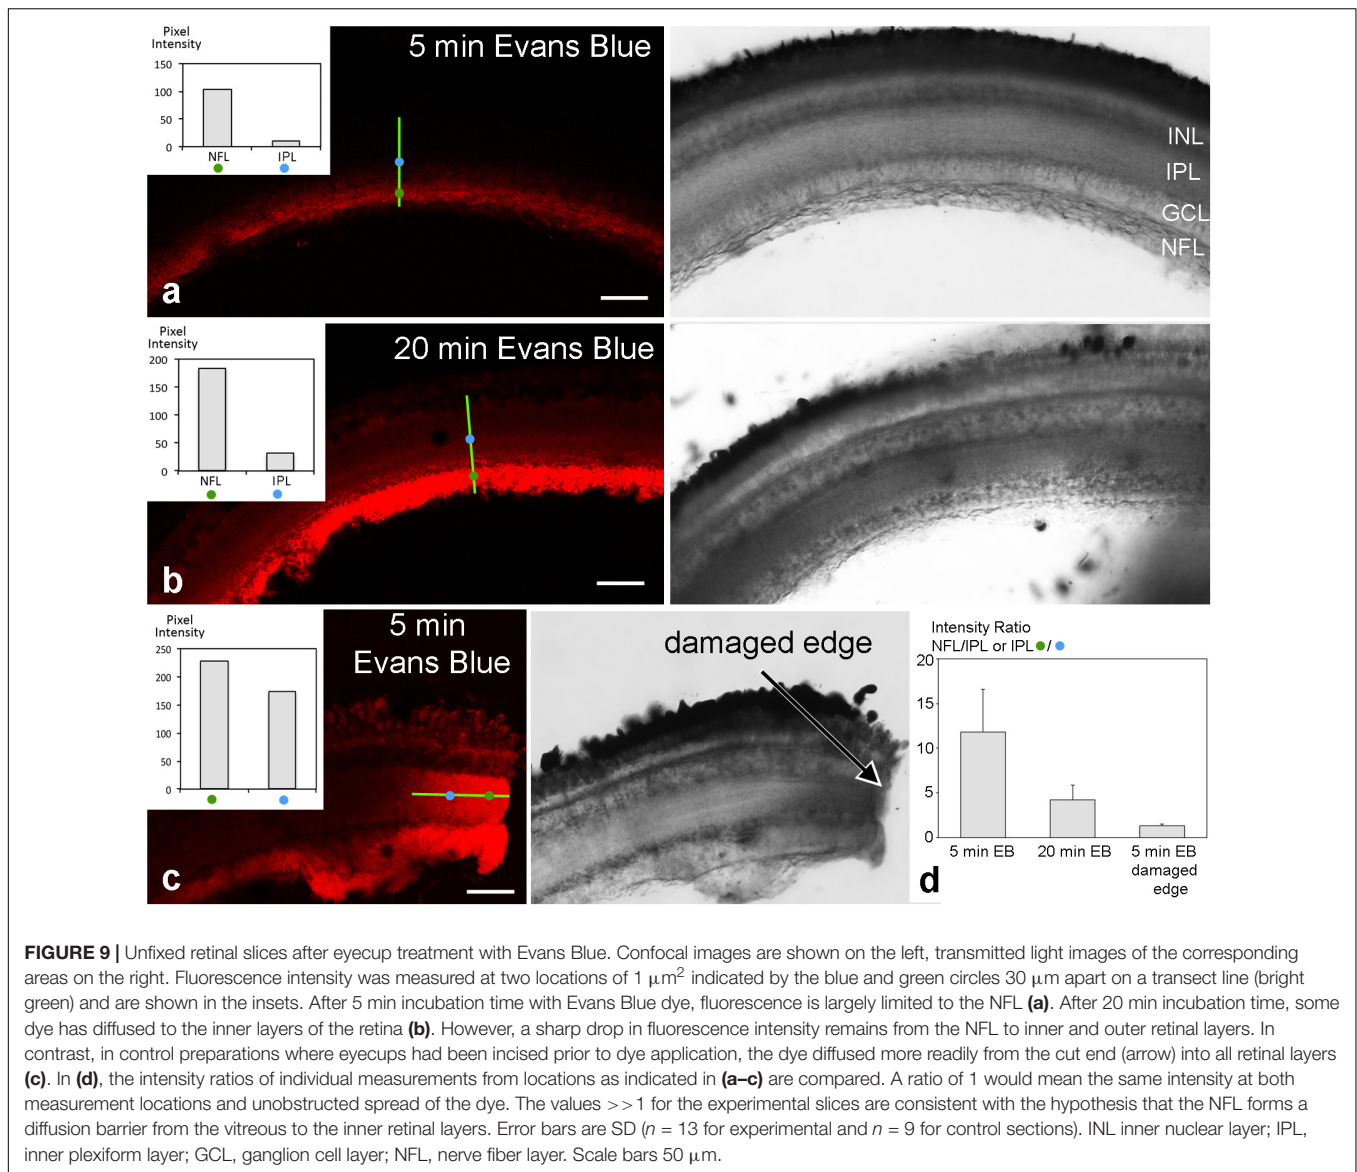 Pixel
Intensity
150
100
50
0
NFL
IPL
5 min Evans Blue
a
INL
IPL
GCL
NFL
Pixel
Intensity
200
150
100
50
0
NFL
IPL
20 min Evans Blue
b
Pixel
Intensity
250
200
150
100
50
0
5 min
Evans Blue
c
damaged edge
Intensity Ratio
NFL/IPL or IPL /
20
15
10
5
0
5 min EB
20 min EB
5 min EB
damaged
edge
d
FIGURE 9 | Unfixed retinal slices after eyecup treatment with Evans Blue. Confocal images are shown on the left, transmitted light images of the corresponding
areas on the right. Fluorescence intensity was measured at two locations of 1 μm² indicated by the blue and green circles 30 μm apart on a transect line (bright
green) and are shown in the insets. After 5 min incubation time with Evans Blue dye, fluorescence is largely limited to the NFL (a). After 20 min incubation time, some
dye has diffused to the inner layers of the retina (b). However, a sharp drop in fluorescence intensity remains from the NFL to inner and outer retinal layers. In
contrast, in control preparations where eyecups had been incised prior to dye application, the dye diffused more readily from the cut end (arrow) into all retinal layers
(c). In (d), the intensity ratios of individual measurements from locations as indicated in (a–c) are compared. A ratio of 1 would mean the same intensity at both
measurement locations and unobstructed spread of the dye. The values >>1 for the experimental slices are consistent with the hypothesis that the NFL forms a
diffusion barrier from the vitreous to the inner retinal layers. Error bars are SD (n = 13 for experimental and n = 9 for control sections). INL inner nuclear layer; IPL,
inner plexiform layer; GCL, ganglion cell layer; NFL, nerve fiber layer. Scale bars 50 μm.